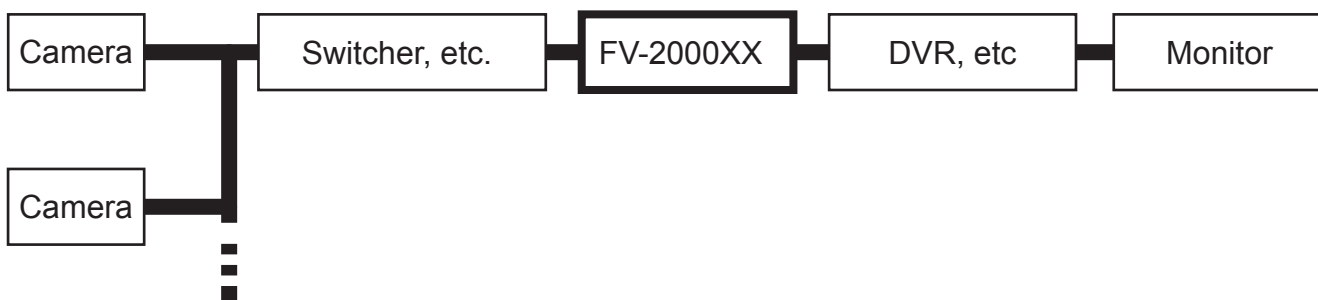 Camera
Switcher, etc.
FV-2000XX
DVR, etc
Monitor
Camera